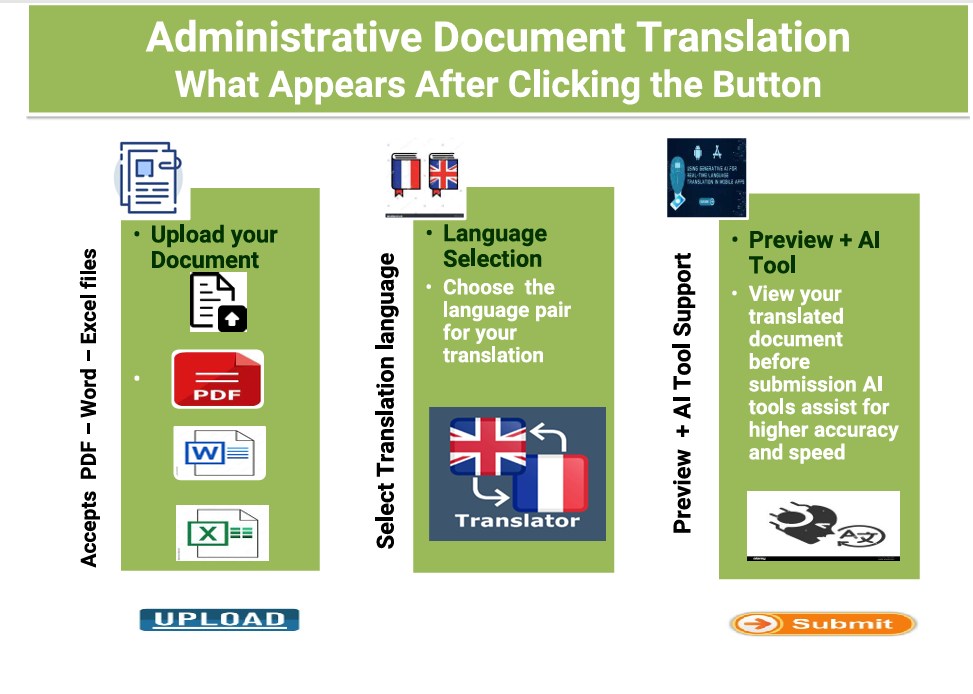 Administrative Document Translation
What Appears After Clicking the Button
Accepts PDF – Word – Excel files
• Upload your
Document
•
PDF
W
X
UPLOAD
Select Translation language
• Language
Selection
• Choose the
language pair
for your
translation
Translator
Preview + AI Tool Support
USING GENERATIVE AI FOR
REAL-TIME LANGUAGE
TRANSLATION IN MOBILE APPS
• Preview + AI
Tool
• View your
translated
document
before
submission AI
tools assist for
higher accuracy
and speed
A
Submit